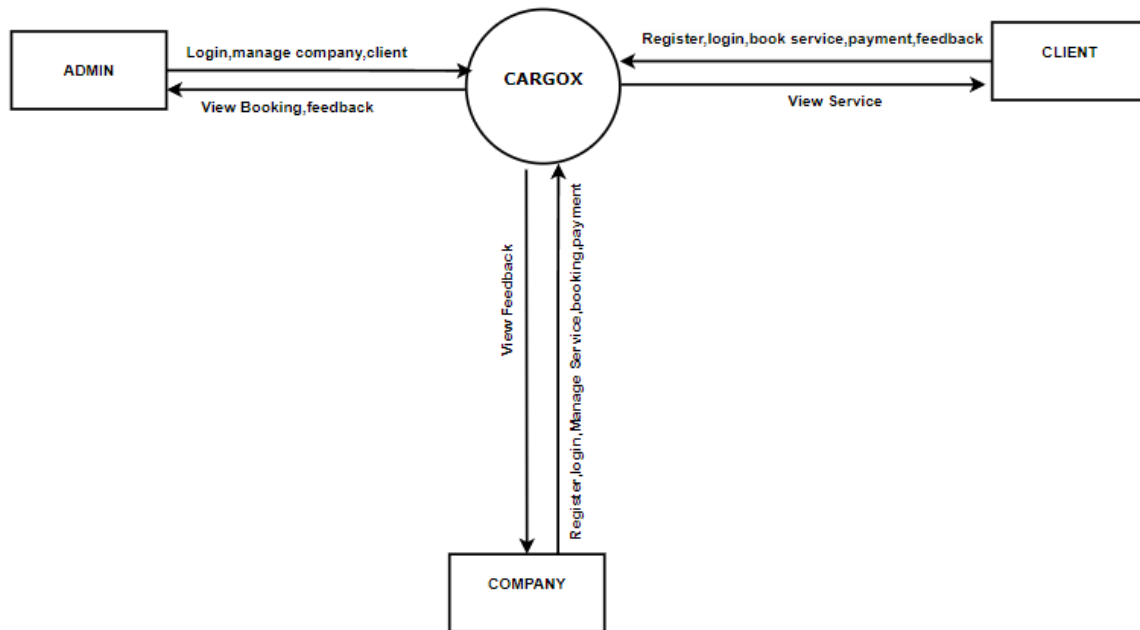 Login,manage company,client
Register,login,book service,payment,feedback
ADMIN
CARGOX
CLIENT
View Booking,feedback
View Service
View Feedback
Register,login,Manage Service,booking,payment
COMPANY